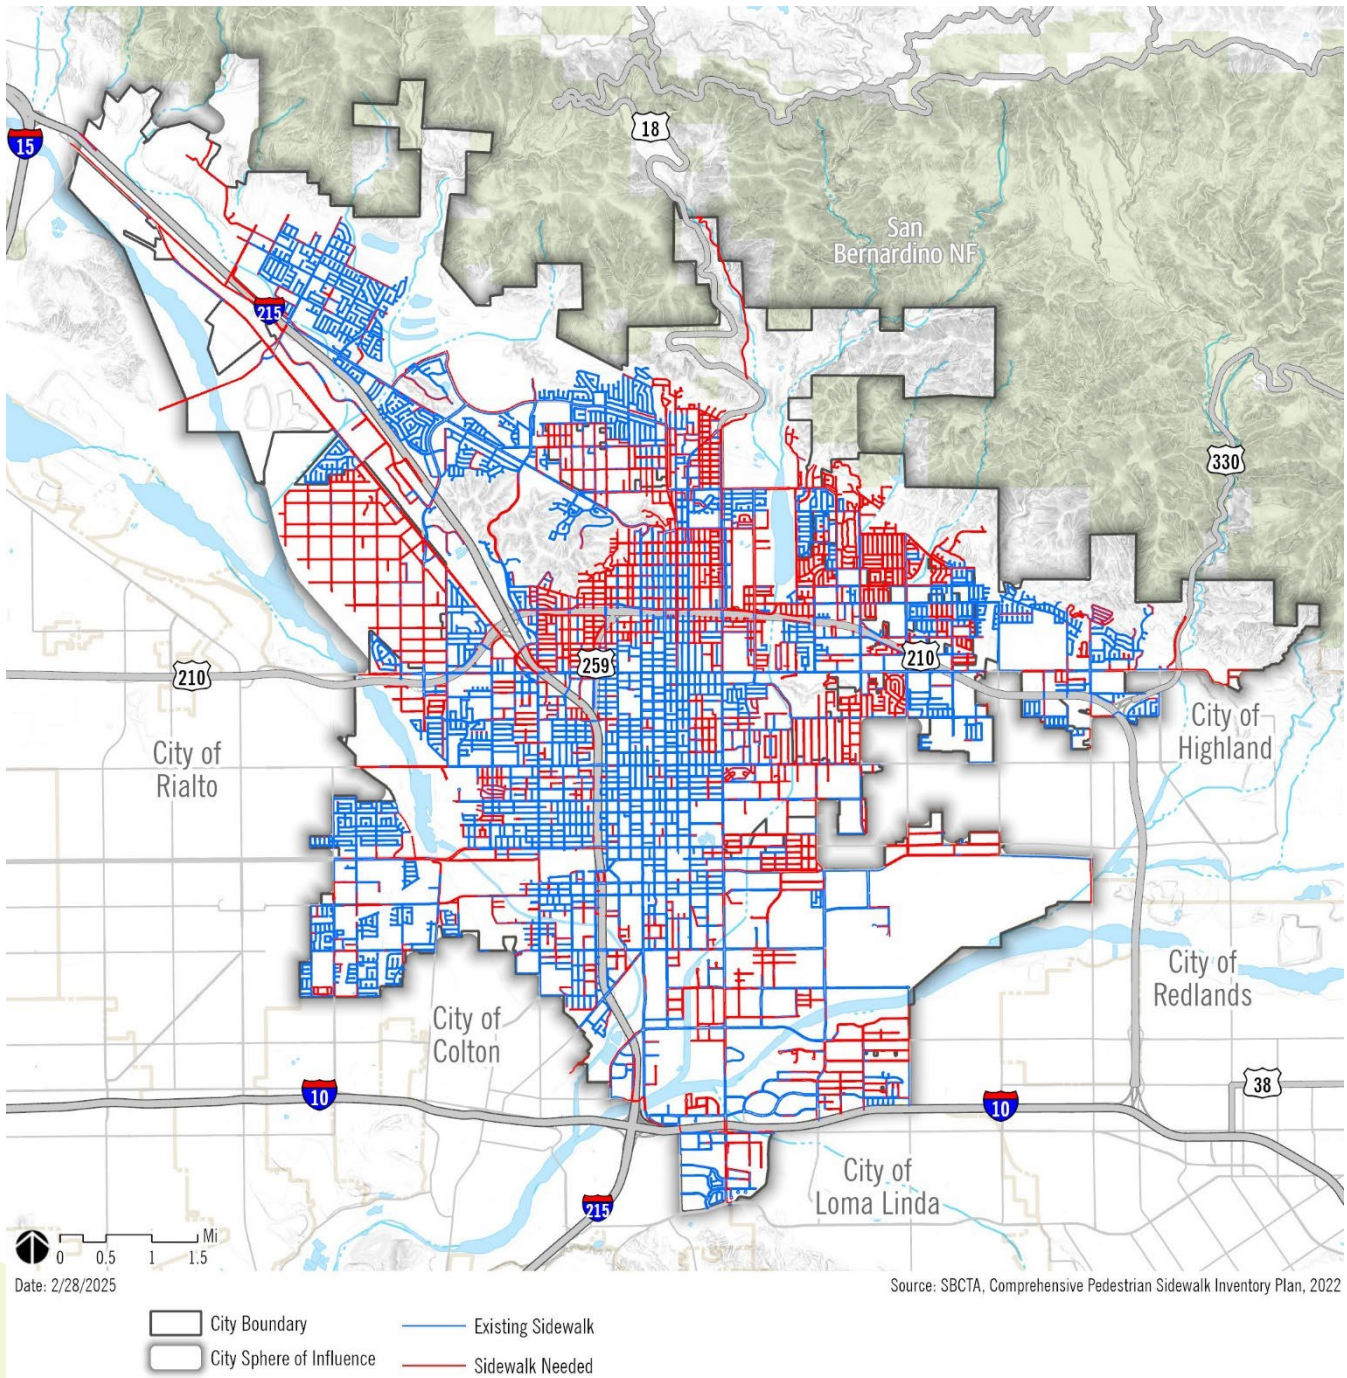 18
15
San
Bernardino NF
215
330
259
210
210
City of
Highland
City of
Rialto
City of
Redlands
City of
Colton
38
10
10
City of
Loma Linda
215
Mi
0 0.5 1 1.5
Date: 2/28/2025
Source: SBCTA, Comprehensive Pedestrian Sidewalk Inventory Plan, 2022
City Boundary
Existing Sidewalk
City Sphere of Influence
Sidewalk Needed